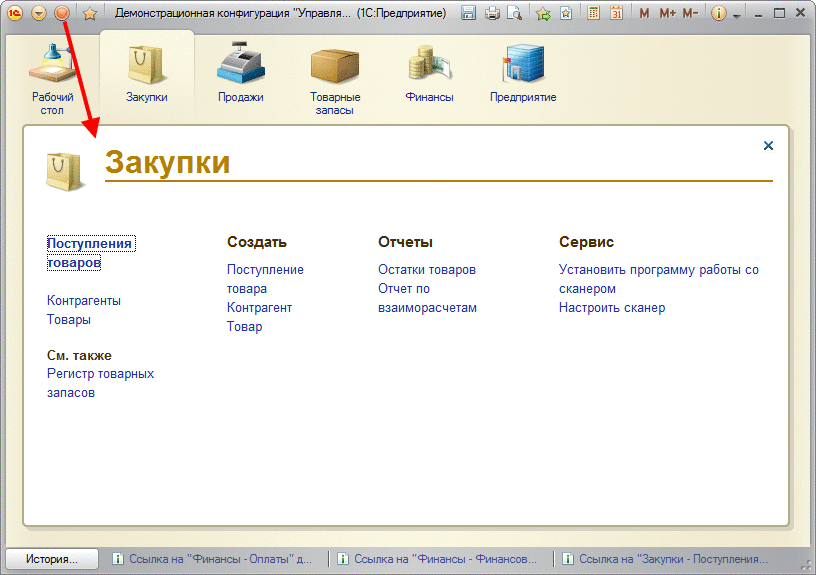 1С Демонстрационная конфигурация "Управля... (1С:Предприятие) 31 M M+ M-
Рабочий
стол
Закупки
Продажи
Товарные
запасы
Финансы
Предприятие
Закупки
Поступления
товаров
Контрагенты
Товары
См. также
Регистр товарных
запасов
Создать
Поступление
товара
Контрагент
Товар
Отчеты
Остатки товаров
Отчет по
взаиморасчетам
Сервис
Установить программу работы со
сканером
Настроить сканер
История... Ссылка на "Финансы - Оплаты" д... Ссылка на "Финансы - Финансов... Ссылка на "Закупки - Поступления...